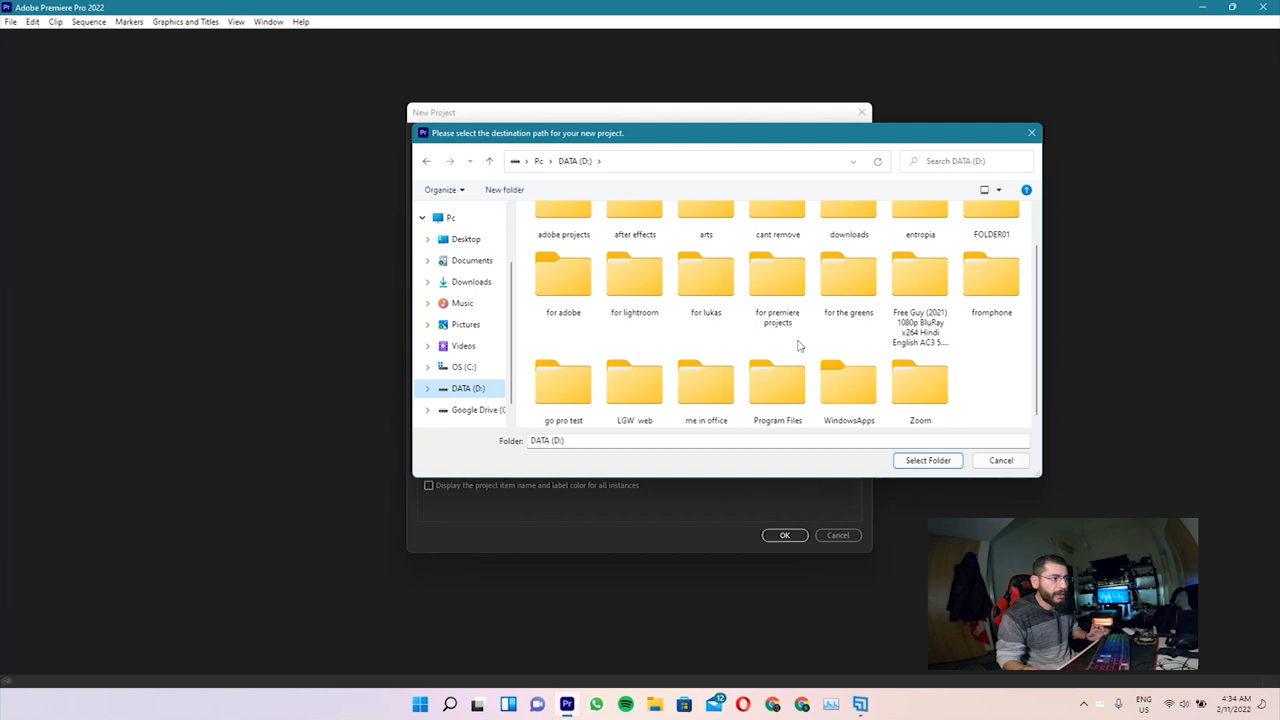 Adobe Premiere Pro 2022
File Edit Clip Sequence Markers Graphics and Titles View Window Help
New Project
Please select the destination path for your new project.
Pc DATA (D:)
Search DATA (D:)
Organize New folder
Pc
Desktop
Documents
Downloads
Music
Pictures
Videos
OS (C:)
DATA (D:)
Google Drive (G
adobe projects after effects arts cant remove downloads entropia FOLDER01
for adobe for lightroom for lukas for premiere for the greens Free Guy (2021) fromphone
projects 1080p BluRay
x264 Hindi
English AC3 5....
go pro test LGW web me in office Program Files WindowsApps Zoom
Folder: DATA (D:)
Select Folder Cancel
Display the project item name and label color for all instances
OK Cancel
12
ENG 4:34 AM
US 2/11/2022